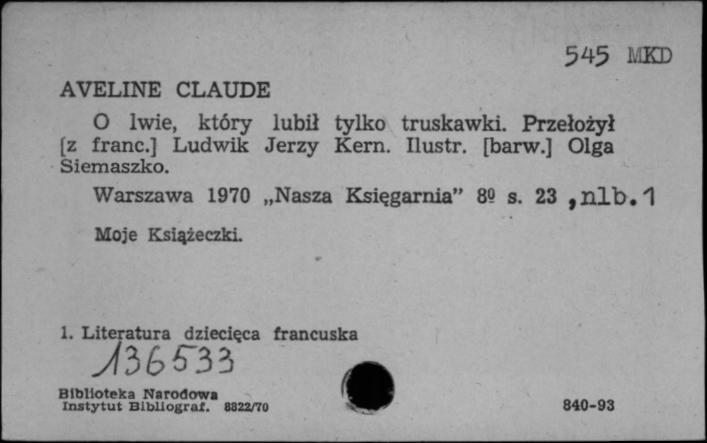 545 MKD
AVELINE CLAUDE
O lwie, który lubił tylko truskawki. Przełożył
[z franc.] Ludwik Jerzy Kern. Ilustr. [barw.] Olga
Siemaszko.
Warszawa 1970 „Nasza Księgarnia” 8º s. 23 , nlb. 1
Moje Książeczki.
1. Literatura dziecięca francuska
136533
Biblioteka Narodowa
Instytut Bibliograf. 8822/70
840-93